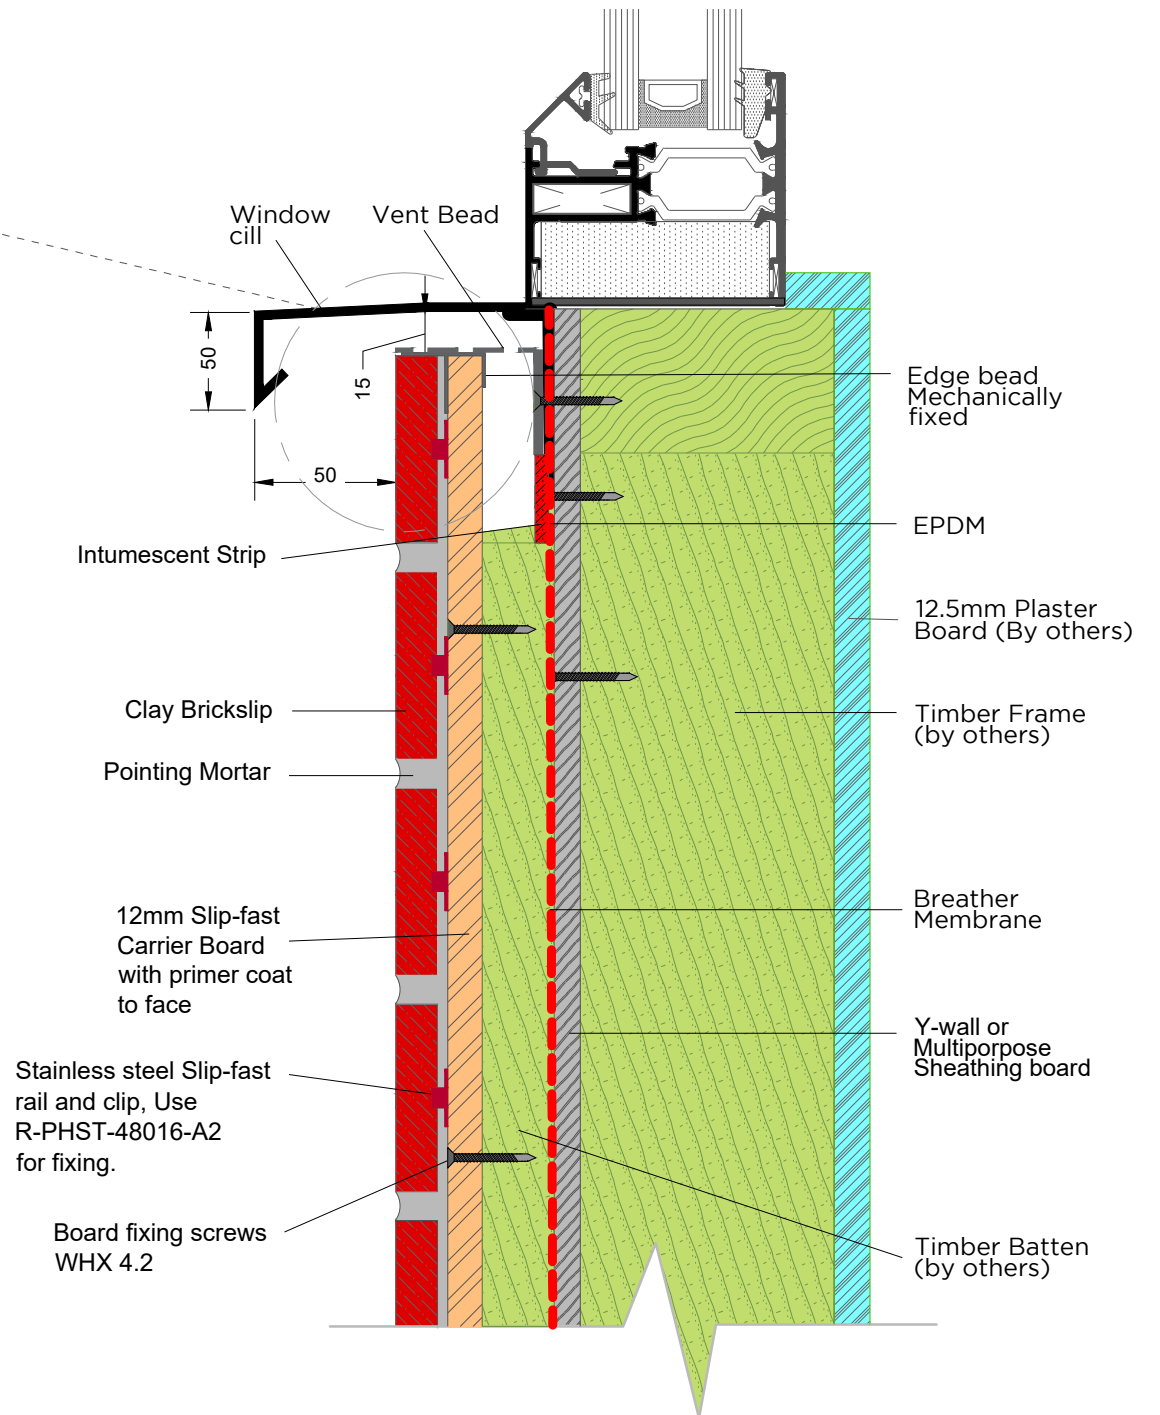 Window
cill
Vent Bead
50
15
50
Edge bead
Mechanically
fixed
EPDM
Intumescent Strip
12.5mm Plaster
Board (By others)
Clay Brickslip
Timber Frame
(by others)
Pointing Mortar
Breather
Membrane
12mm Slip-fast
Carrier Board
with primer coat
to face
Y-wall or
Multiporpose
Sheathing board
Stainless steel Slip-fast
rail and clip, Use
R-PHST-48016-A2
for fixing.
Board fixing screws
WHX 4.2
Timber Batten
(by others)